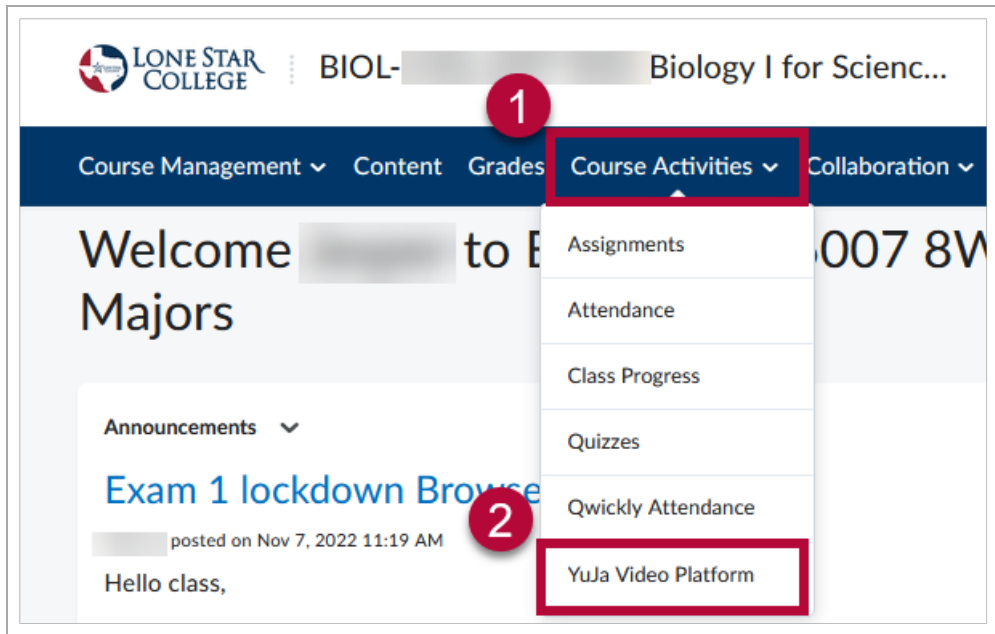 LONE STAR
COLLEGE
BIOL- Biology I for Scienc...
1
Course Management Content Grades Course Activities Collaboration
Welcome to 6007 8W
Majors
Assignments
Attendance
Class Progress
Quizzes
Qwickly Attendance
YuJa Video Platform
Announcements
Exam 1 lockdown Browse
2
posted on Nov 7, 2022 11:19 AM
Hello class,